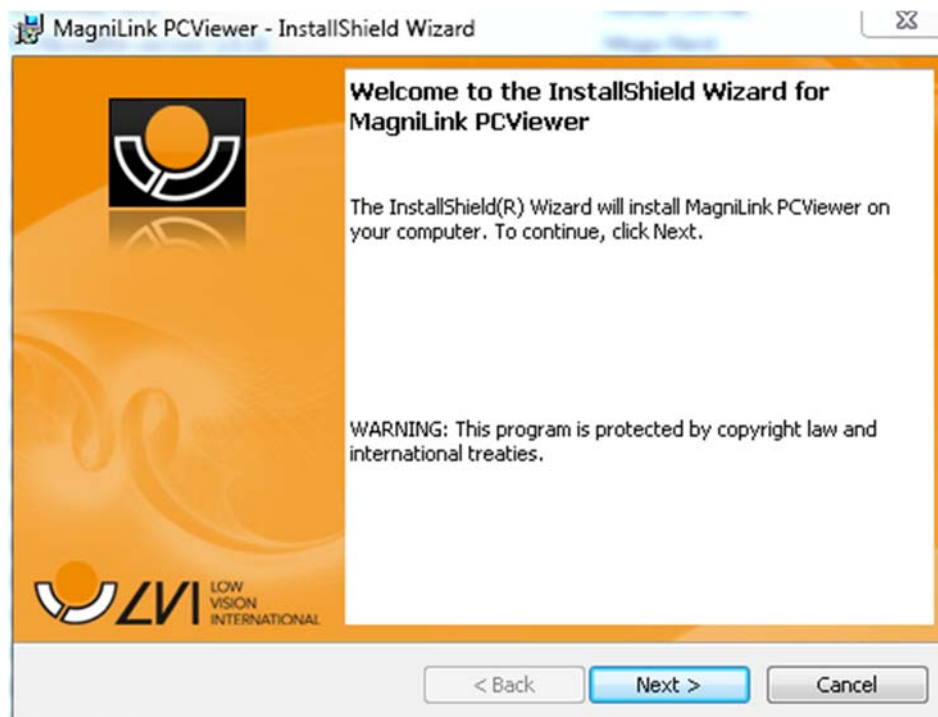 MagniLink PCViewer - InstallShield Wizard
Welcome to the InstallShield Wizard for
MagniLink PCViewer
The InstallShield(R) Wizard will install MagniLink PCViewer on
your computer. To continue, click Next.
WARNING: This program is protected by copyright law and
international treaties.
LVI
LOW
VISION
INTERNATIONAL
< Back
Next >
Cancel